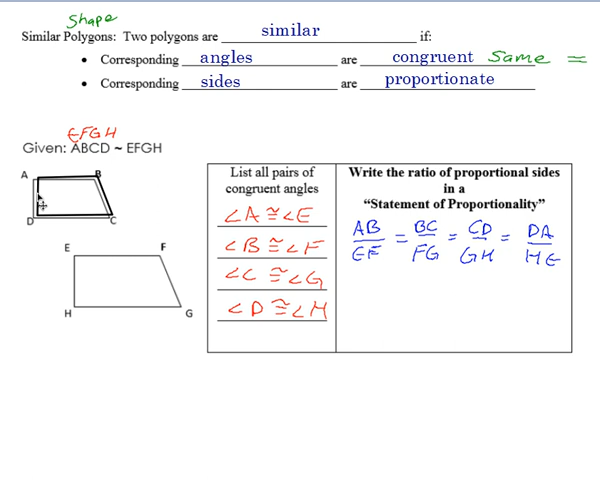 Shape
Similar Polygons: Two polygons are similar if:
• Corresponding angles are congruent Same =
• Corresponding sides are proportionate
EFGH
Given: ABCD ~ EFGH
A B
D C
E F
H G
List all pairs of
congruent angles
∠A ≅ ∠E
∠B ≅ ∠F
∠C ≅ ∠G
∠D ≅ ∠H
Write the ratio of proportional sides
in a
“Statement of Proportionality”
AB/EF = BC/FG = CD/GH = DA/HE